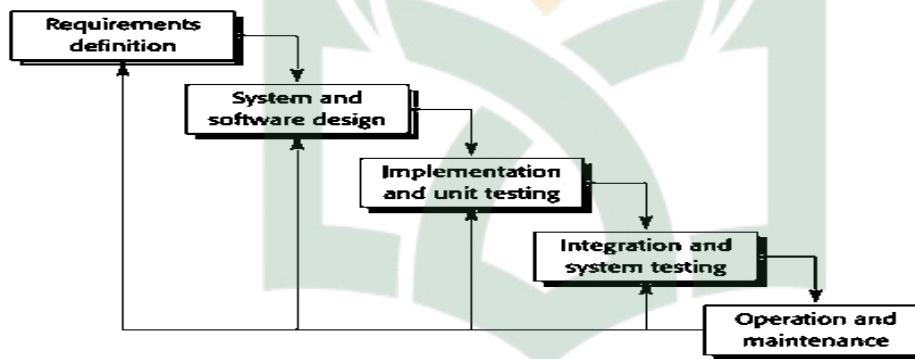 Requirements
definition
System and
software design
Implementation
and unit testing
Integration and
system testing
Operation and
maintenance